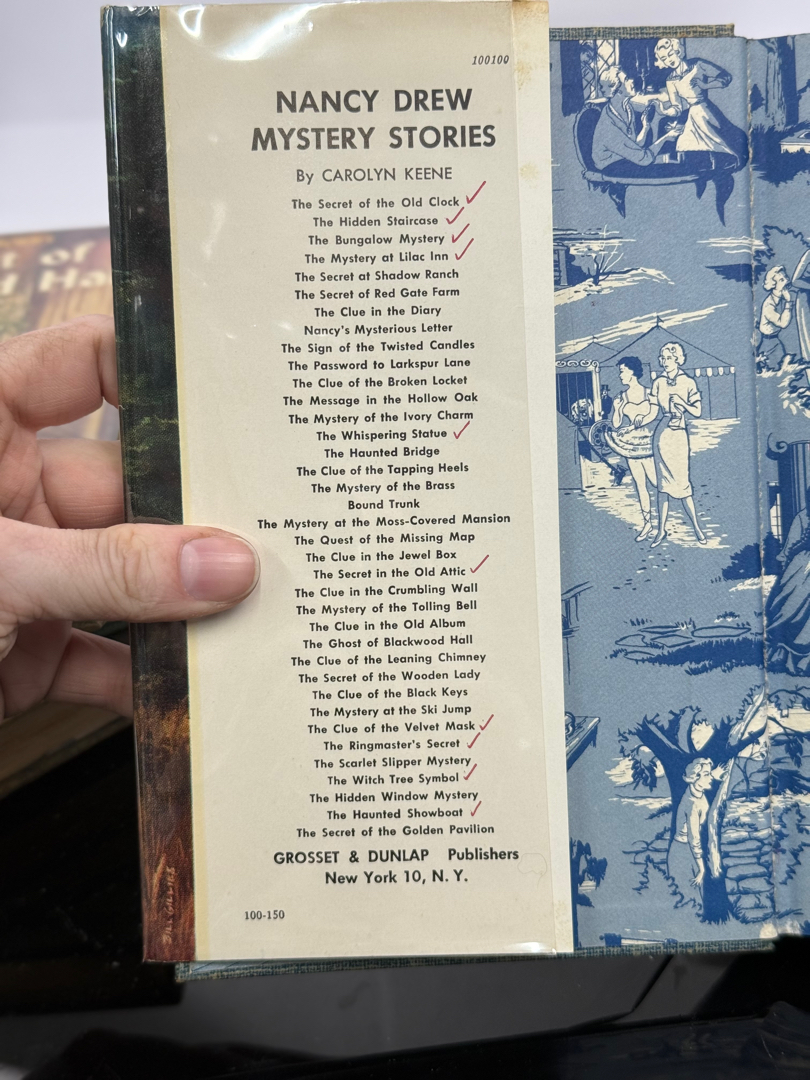 100100
NANCY DREW
MYSTERY STORIES
By CAROLYN KEENE
The Secret of the Old Clock
The Hidden Staircase
The Bungalow Mystery
The Mystery at Lilac Inn
The Secret at Shadow Ranch
The Secret of Red Gate Farm
The Clue in the Diary
Nancy's Mysterious Letter
The Sign of the Twisted Candles
The Password to Larkspur Lane
The Clue of the Broken Locket
The Message in the Hollow Oak
The Mystery of the Ivory Charm
The Whispering Statue
The Haunted Bridge
The Clue of the Tapping Heels
The Mystery of the Brass
Bound Trunk
The Mystery at the Moss-Covered Mansion
The Quest of the Missing Map
The Clue in the Jewel Box
The Secret in the Old Attic
The Clue in the Crumbling Wall
The Mystery of the Tolling Bell
The Clue in the Old Album
The Ghost of Blackwood Hall
The Clue of the Leaning Chimney
The Secret of the Wooden Lady
The Clue of the Black Keys
The Mystery at the Ski Jump
The Clue of the Velvet Mask
The Ringmaster's Secret
The Scarlet Slipper Mystery
The Witch Tree Symbol
The Hidden Window Mystery
The Haunted Showboat
The Secret of the Golden Pavilion
GROSSET & DUNLAP Publishers
New York 10, N. Y.
100-150
BILL GILLIES
of